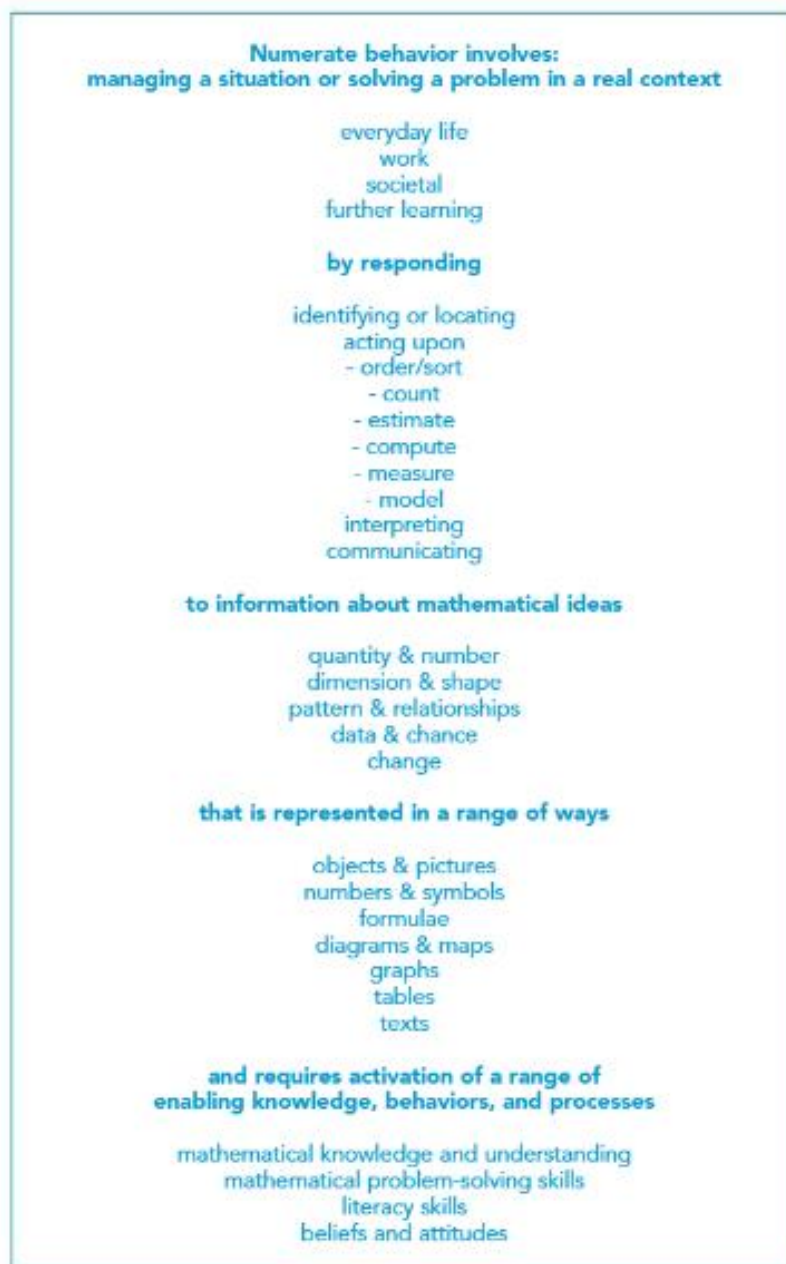 Numerate behavior involves:
managing a situation or solving a problem in a real context
everyday life
work
societal
further learning
by responding
identifying or locating
acting upon
- order/sort
- count
- estimate
- compute
- measure
- model
interpreting
communicating
to information about mathematical ideas
quantity & number
dimension & shape
pattern & relationships
data & chance
change
that is represented in a range of ways
objects & pictures
numbers & symbols
formulae
diagrams & maps
graphs
tables
texts
and requires activation of a range of
enabling knowledge, behaviors, and processes
mathematical knowledge and understanding
mathematical problem-solving skills
literacy skills
beliefs and attitudes